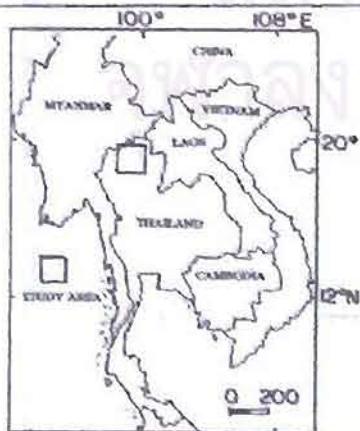 100° 108° E
CHINA
MYANMAR
VIETNAM
LAOS
20°
THAILAND
CAMBODIA
STUDY AREA
12°N
0 200